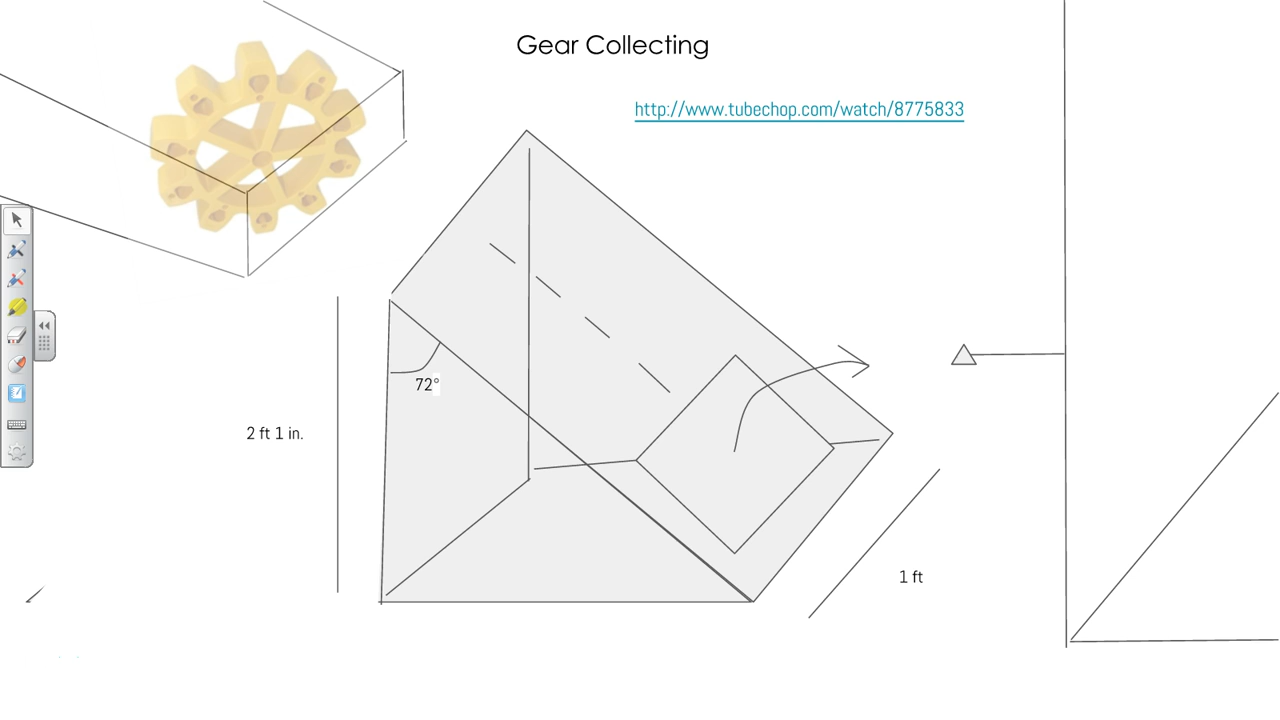 Gear Collecting
http://www.tubechop.com/watch/8775833
72°
2 ft 1 in.
1 ft